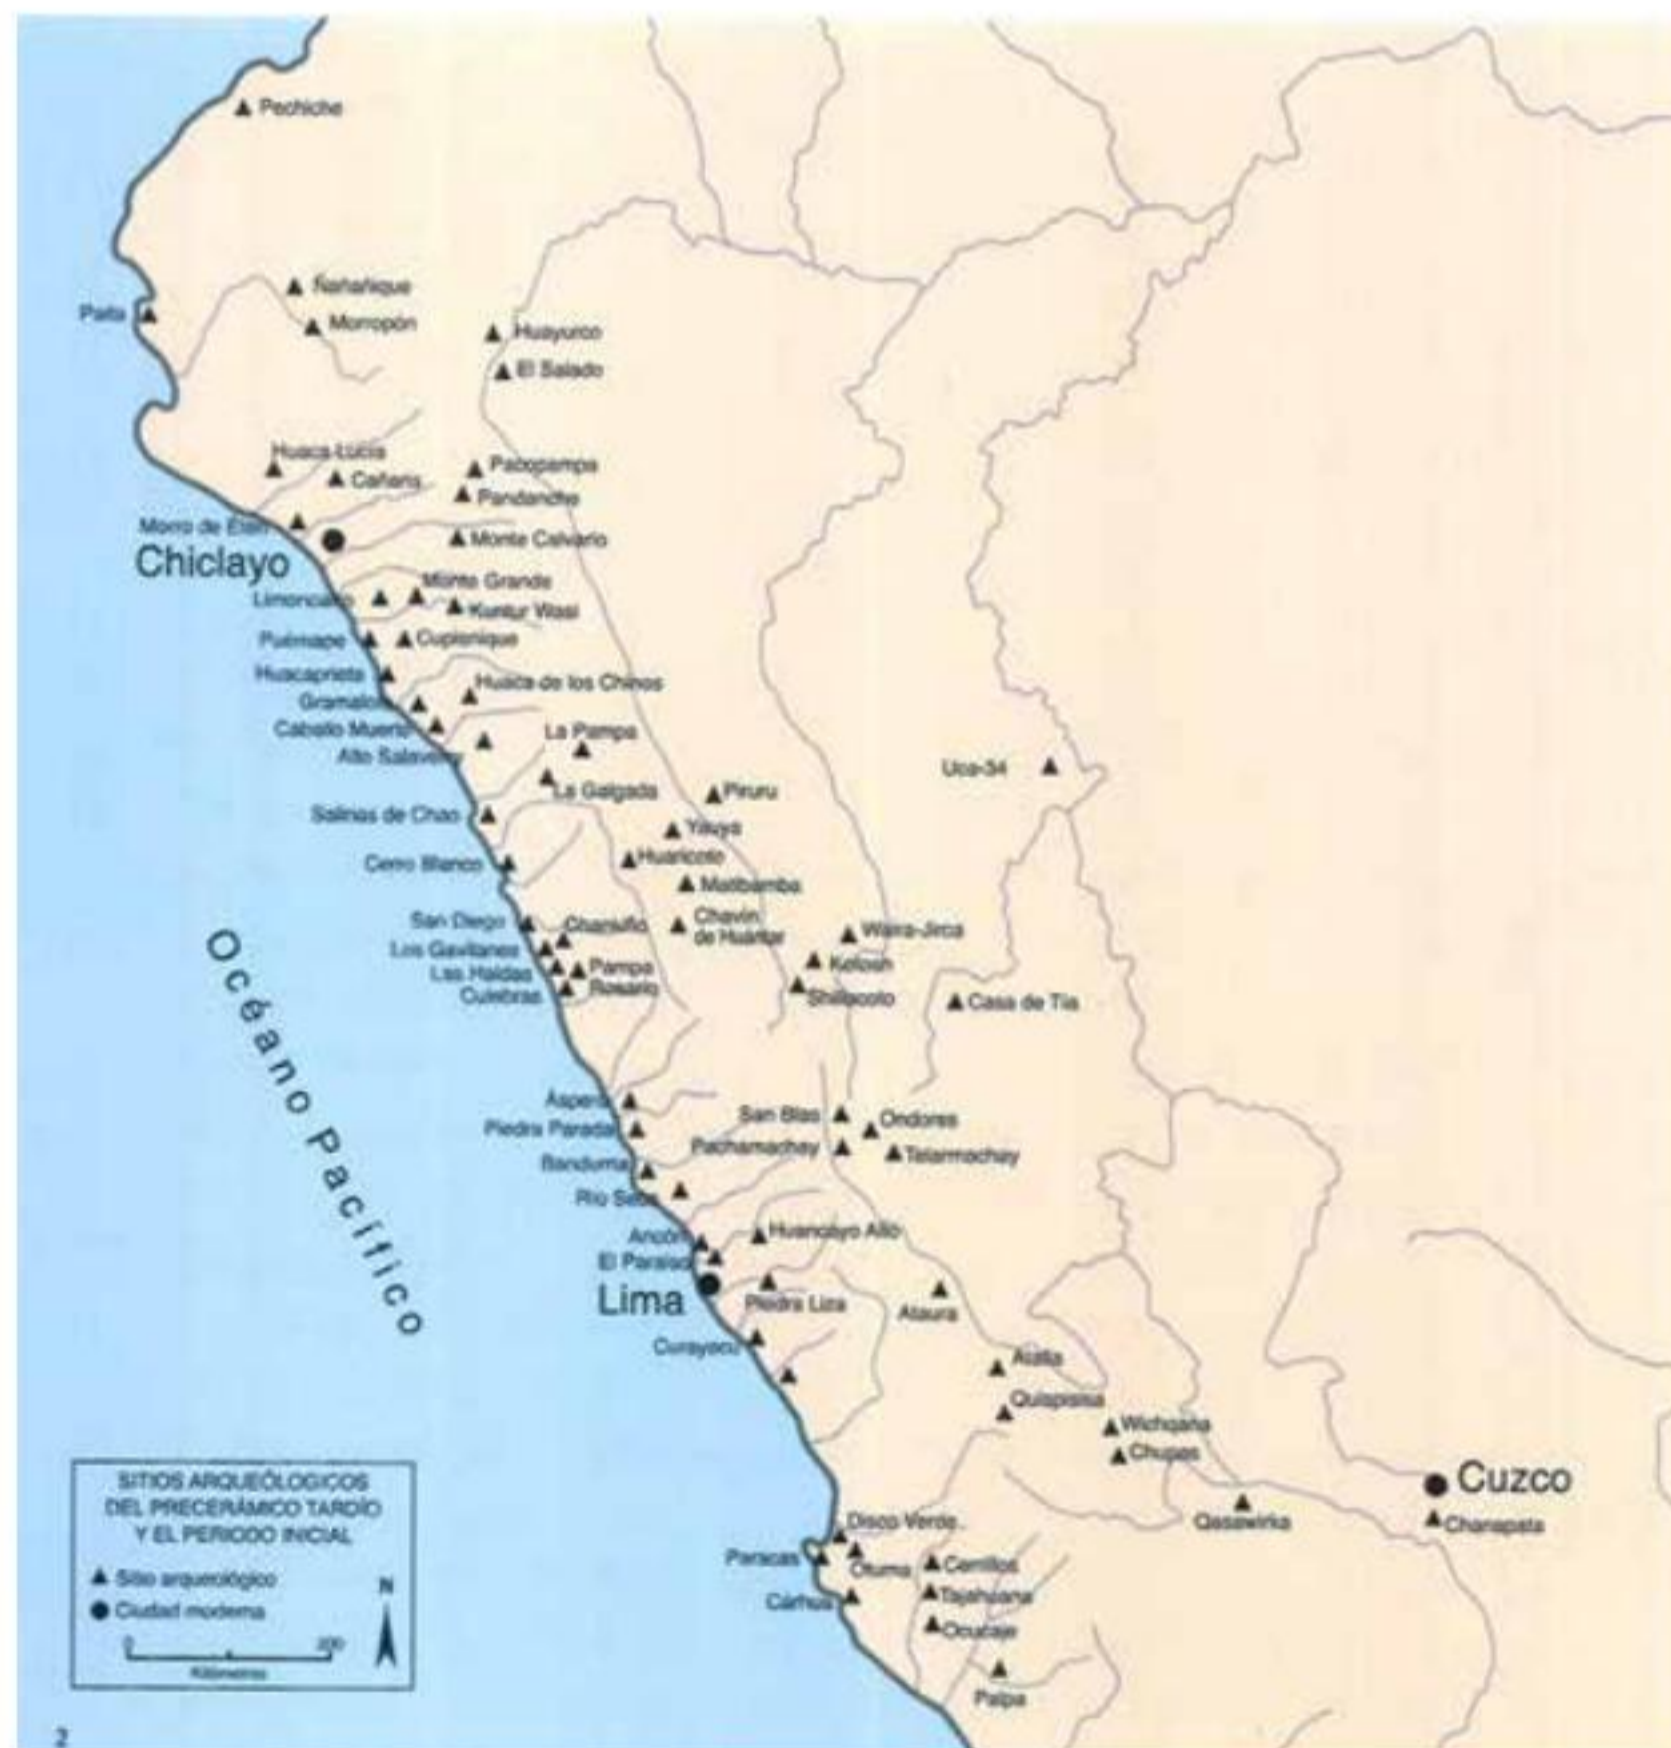 Pechiche
Ñañañique
Paita
Morropón
Huayurco
El Salado
Huaca Lucía
Cañaris
Pacopampa
Pandanche
Morro de Etén
Chiclayo
Monte Calvario
Monte Grande
Limoncarro
Kuntur Wasi
Puémape
Cupisnique
Huacaprieta
Huaca de los Chinos
Gramalote
Caballo Muerto
La Pampa
Alto Salaverry
Uca-34
La Galgada
Piruru
Salinas de Chao
Yauya
Cerro Blanco
Huaricoto
Matibamba
San Diego
Chankillo
Chavín
de Huántar
Waira-Jirca
Los Gavilanes
Kotosh
Las Haldas
Pampa
Rosario
Culebras
Shillacoto
Casa de Tía
Océano Pacífico
Áspero
San Blas
Ondores
Piedra Parada
Pachamachay
Telarmachay
Bandurria
Río Seco
Ancón
Huancayo Alto
El Paraíso
Lima
Piedra Liza
Ataura
Curayacu
Atalla
Quispisisa
Wichqana
Chupas
Cuzco
Qasawirka
Chanapata
Disco Verde
Paracas
Otuma
Cerrillos
Cárhua
Tajahuana
Ocucaje
Palpa
SITIOS ARQUEÓLOGICOS
DEL PRECERÁMICO TARDÍO
Y EL PERIODO INICIAL
Sitio arqueológico
N
Ciudad moderna
0 200
Kilómetros
2